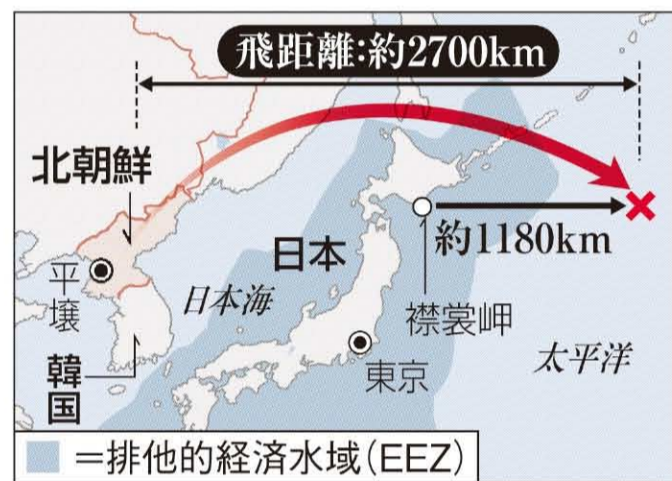 飛距離:約2700km
北朝鮮
日本
約1180km
平壌
日本海
襟裳岬
韓国
東京
太平洋
=排他的経済水域(EEZ)